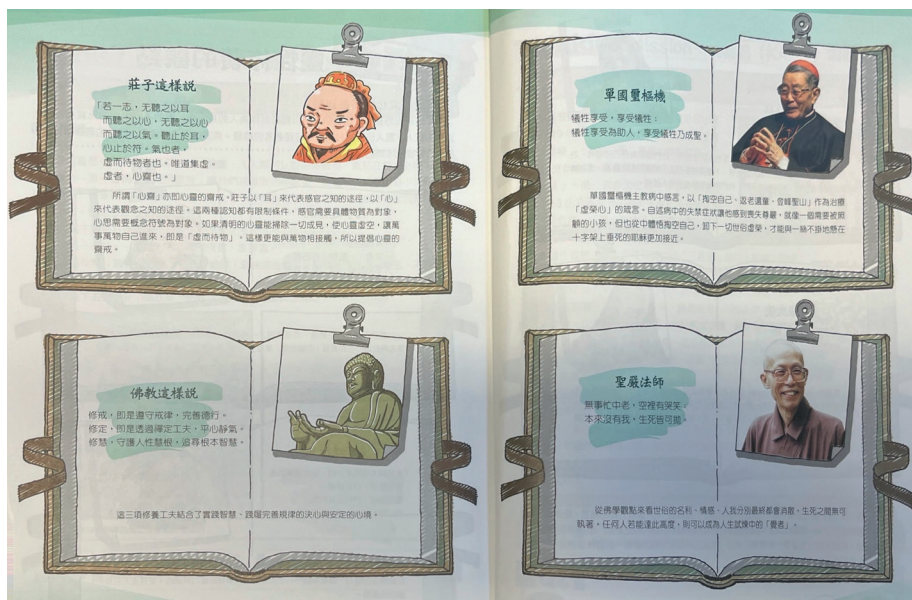 莊子這樣說
「若一志，无聽之以耳
而聽之以心，无聽之以心
而聽之以氣。聽止於耳，
心止於符。氣也者，
虛而待物者也。唯道集虛。
虛者，心齋也。」
所謂「心齋」亦即心靈的齋戒，莊子以「耳」來代表感官之知的途徑，以「心」
來代表觀念之知的途徑。這兩種認知都有限制條件，感官需要具體物質為對象，
心思需要概念符號為對象。如果清明的心靈能掃除一切成見，使心靈虛空，讓萬
事萬物自己進來，即是「虛而待物」。這樣更能與萬物相接觸，所以提倡心靈的
齋戒。
佛教這樣說
修戒，即是遵守戒律，完善德行。
修定，即是透過禪定工夫，平心靜氣。
修慧，守護人性慧根，追尋根本智慧。
這三項修養工夫結合了實踐智慧、踐履完善規律的決心與安定的心境。
單國璽樞機
犧牲享受，享受犧牲；
犧牲享受為助人，享受犧牲乃成聖。
單國璽樞機主教病中感言，以「掏空自己、返老還童、登峰聖山」作為治療
「虛榮心」的箴言。自述病中的失禁症狀讓他感到喪失尊嚴，就像一個需要被照
顧的小孩，但也從中體悟掏空自己，卸下一切世俗虛榮，才能與一絲不掛地懸在
十字架上垂死的耶穌更加接近。
聖嚴法師
無事忙中老，空裡有哭笑，
本來沒有我，生死皆可拋。
從佛學觀點來看世俗的名利、情感、人我分別最終都會消散，生死之間無可
執著。任何人若能達此高度，則可以成為人生試煉中的「覺者」。